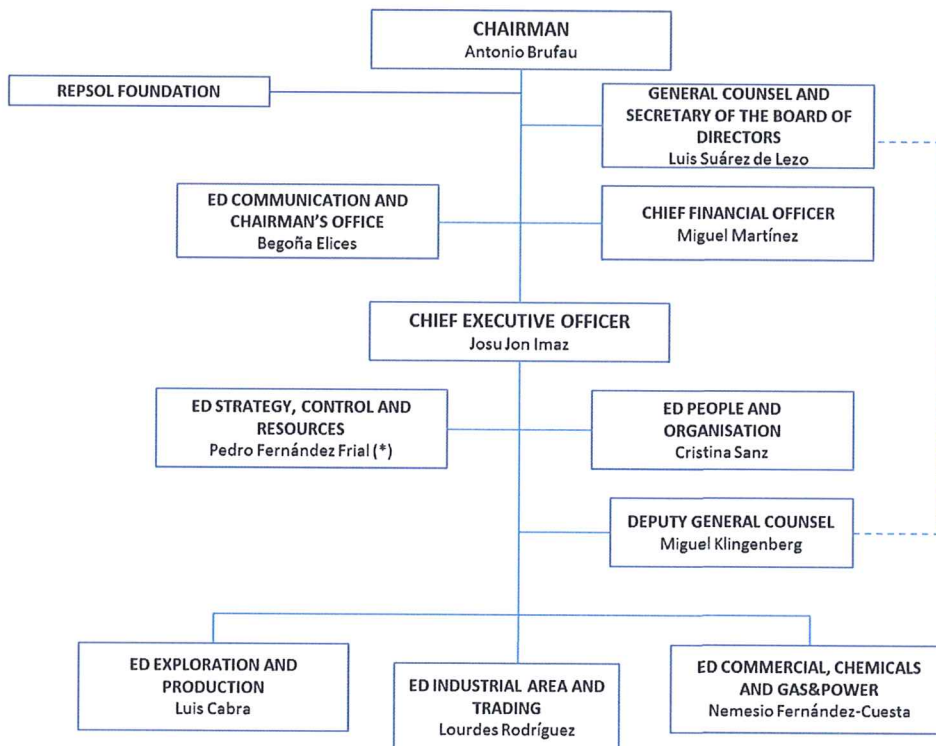 CHAIRMAN
Antonio Brufau
REPSOL FOUNDATION
GENERAL COUNSEL AND
SECRETARY OF THE BOARD OF
DIRECTORS
Luis Suárez de Lezo
ED COMMUNICATION AND
CHAIRMAN'S OFFICE
Begoña Elices
CHIEF FINANCIAL OFFICER
Miguel Martínez
CHIEF EXECUTIVE OFFICER
Josu Jon Imaz
ED STRATEGY, CONTROL AND
RESOURCES
Pedro Fernández Frial (*)
ED PEOPLE AND
ORGANISATION
Cristina Sanz
DEPUTY GENERAL COUNSEL
Miguel Klingenberg
ED EXPLORATION AND
PRODUCTION
Luis Cabra
ED INDUSTRIAL AREA AND
TRADING
Lourdes Rodríguez
ED COMMERCIAL, CHEMICALS
AND GAS&POWER
Nemesio Fernández-Cuesta